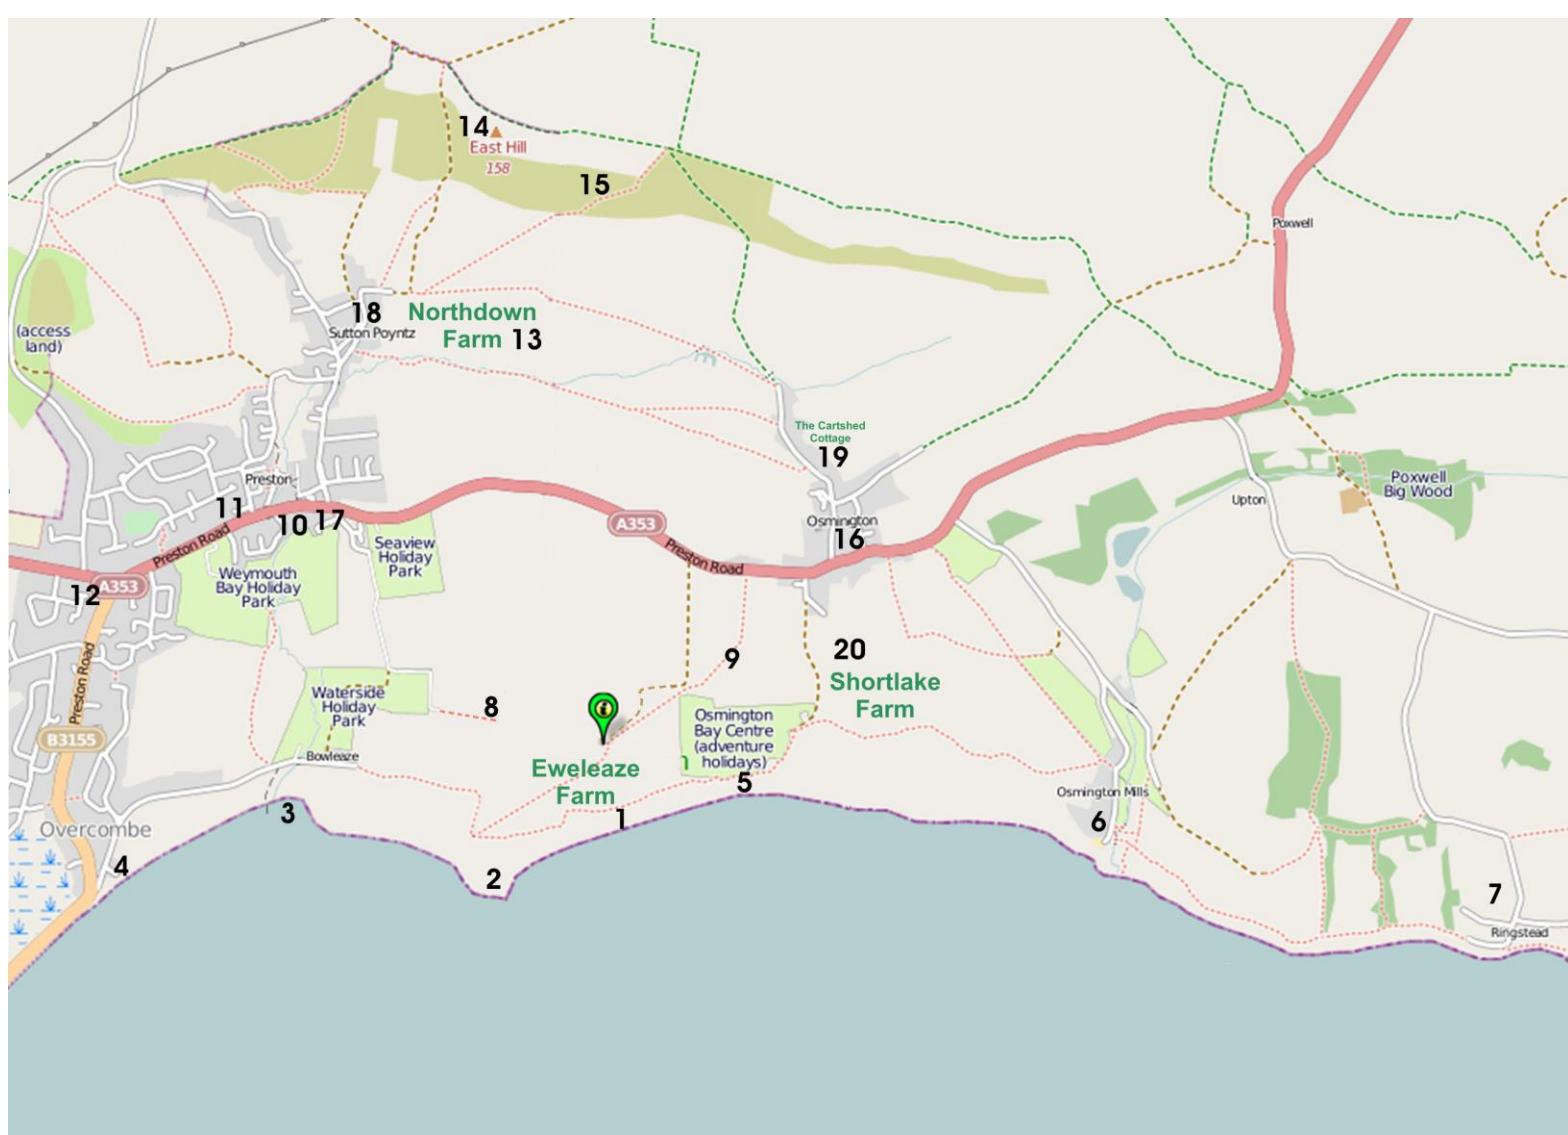 14
East Hill
158
15
Poxwell
(access
land)
18
Sutton Poyntz
Northdown
Farm
13
The Cartshed
Cottage
19
Preston
11
10
17
Preston Road
A353
Preston Road
Osmington
16
Upton
Poxwell
Big Wood
Seaview
Holiday
Park
Weymouth
Bay Holiday
Park
12
A353
Preston Road
B3155
Waterside
Holiday
Park
8
9
20
Shortlake
Farm
Osmington
Bay Centre
(adventure
holidays)
5
Eweleaze
Farm
1
Bowleaze
3
Overcombe
4
2
Osmington Mills
6
7
Ringstead